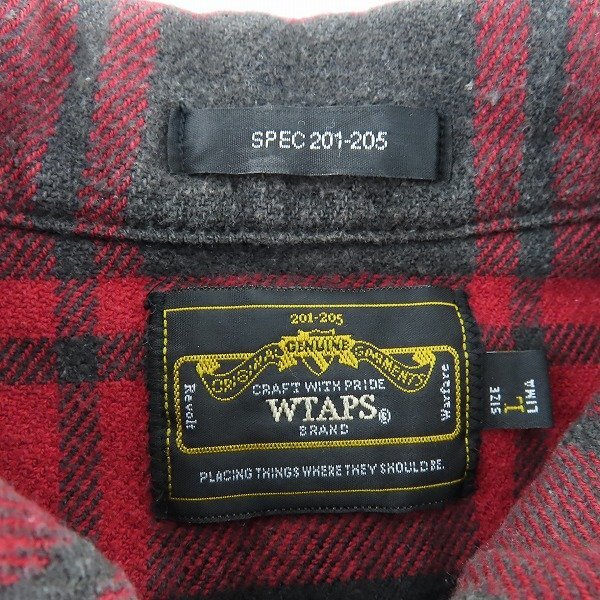 SPEC 201-205
201-205
GENUINE
ORIGINAL GARMENTS
CRAFT WITH PRIDE
Revolt
WTAPS®
Warfare
BRAND
PLACING THINGS WHERE THEY SHOULD BE.
SIZE
L
LIMA